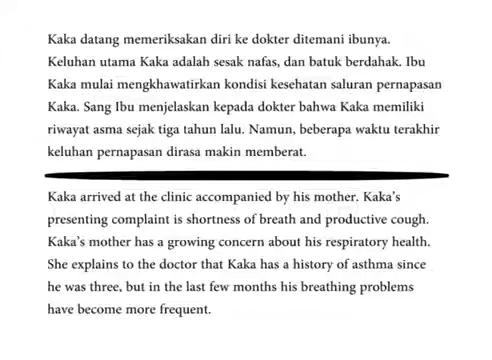 Kaka datang memeriksakan diri ke dokter ditemani ibunya.
Keluhan utama Kaka adalah sesak nafas, dan batuk berdahak. Ibu
Kaka mulai mengkhawatirkan kondisi kesehatan saluran pernapasan
Kaka. Sang Ibu menjelaskan kepada dokter bahwa Kaka memiliki
riwayat asma sejak tiga tahun lalu. Namun, beberapa waktu terakhir
keluhan pernapasan dirasa makin memberat.
Kaka arrived at the clinic accompanied by his mother. Kaka's
presenting complaint is shortness of breath and productive cough.
Kaka's mother has a growing concern about his respiratory health.
She explains to the doctor that Kaka has a history of asthma since
he was three, but in the last few months his breathing problems
have become more frequent.